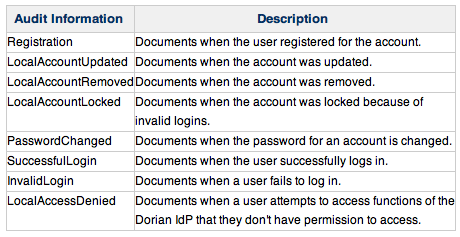 Audit Information Description
Registration Documents when the user registered for the account.
LocalAccountUpdated Documents when the account was updated.
LocalAccountRemoved Documents when the account was removed.
LocalAccountLocked Documents when the account was locked because of
invalid logins.
PasswordChanged Documents when the password for an account is changed.
SuccessfulLogin Documents when the user successfully logs in.
InvalidLogin Documents when a user fails to log in.
LocalAccessDenied Documents when a user attempts to access functions of the
Dorian IdP that they don't have permission to access.